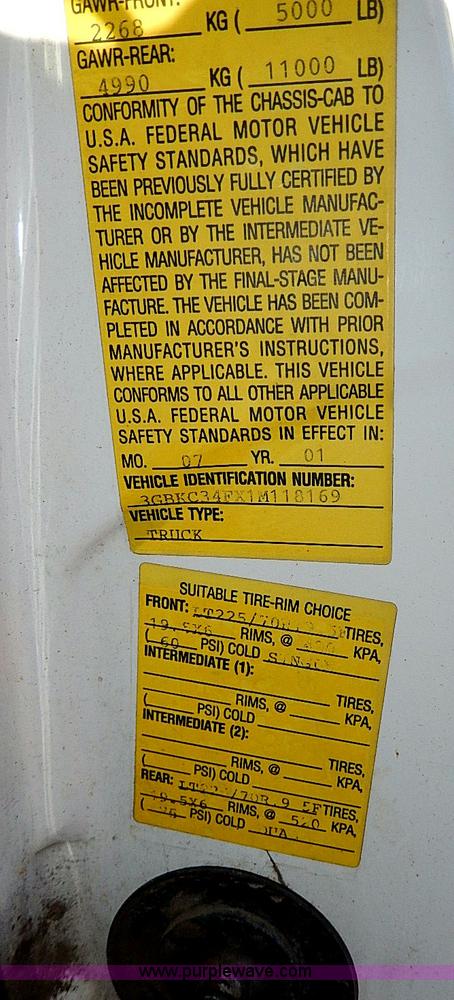 GAWR-FRONT:
2268 KG ( 5000 LB)
GAWR-REAR:
4990 KG ( 11000 LB)
CONFORMITY OF THE CHASSIS-CAB TO
U.S.A. FEDERAL MOTOR VEHICLE
SAFETY STANDARDS, WHICH HAVE
BEEN PREVIOUSLY FULLY CERTIFIED BY
THE INCOMPLETE VEHICLE MANUFAC-
TURER OR BY THE INTERMEDIATE VE-
HICLE MANUFACTURER, HAS NOT BEEN
AFFECTED BY THE FINAL-STAGE MANU-
FACTURE. THE VEHICLE HAS BEEN COM-
PLETED IN ACCORDANCE WITH PRIOR
MANUFACTURER'S INSTRUCTIONS,
WHERE APPLICABLE. THIS VEHICLE
CONFORMS TO ALL OTHER APPLICABLE
U.S.A. FEDERAL MOTOR VEHICLE
SAFETY STANDARDS IN EFFECT IN:
MO. 07 YR. 01
VEHICLE IDENTIFICATION NUMBER:
3GBKC34FX1M118169
VEHICLE TYPE:
TRUCK
SUITABLE TIRE-RIM CHOICE
FRONT: TIRES,
RIMS, @ KPA,
( 60 PSI) COLD
INTERMEDIATE (1):
TIRES,
RIMS, @ KPA,
( PSI) COLD
INTERMEDIATE (2):
TIRES,
RIMS, @ KPA,
( PSI) COLD
REAR: TIRES,
19.5X6 RIMS, @ KPA,
( PSI) COLD
www.purplewave.com